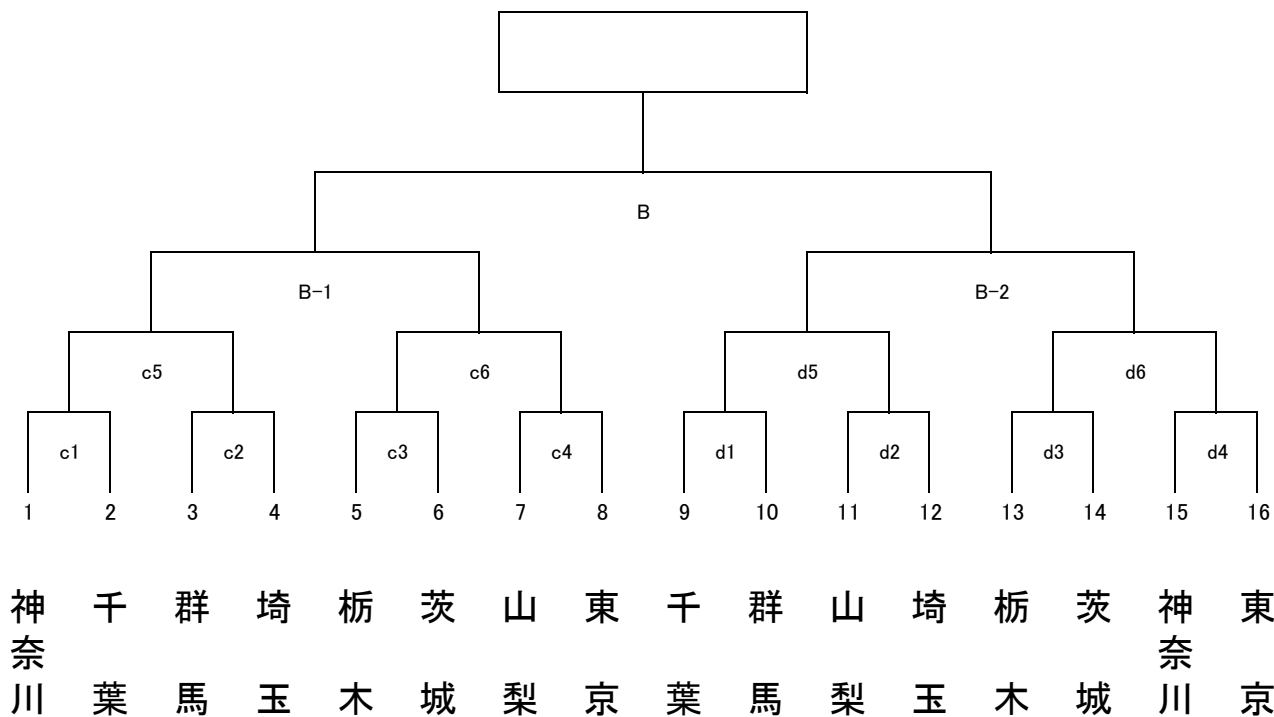 B
B-1 B-2
c5 c6 d5 d6
c1 c2 c3 c4 d1 d2 d3 d4
1 2 3 4 5 6 7 8 9 10 11 12 13 14 15 16
神奈川
千葉
群馬
埼玉
栃木
茨城
山梨
東京
千葉
群馬
山梨
埼玉
栃木
茨城
神奈川
東京